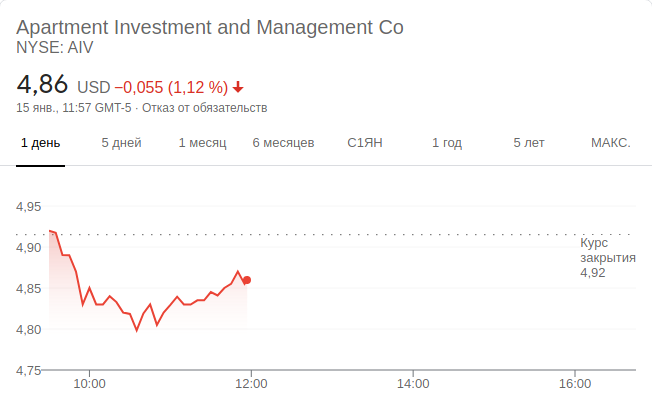 Apartment Investment and Management Co
NYSE: AIV
4,86 USD −0,055 (1,12 %)
15 янв., 11:57 GMT-5 · Отказ от обязательств
1 день 5 дней 1 месяц 6 месяцев С1ЯН 1 год 5 лет МАКС.
4,95
4,90
4,85
4,80
4,75
Курс
закрытия
4,92
10:00 12:00 14:00 16:00